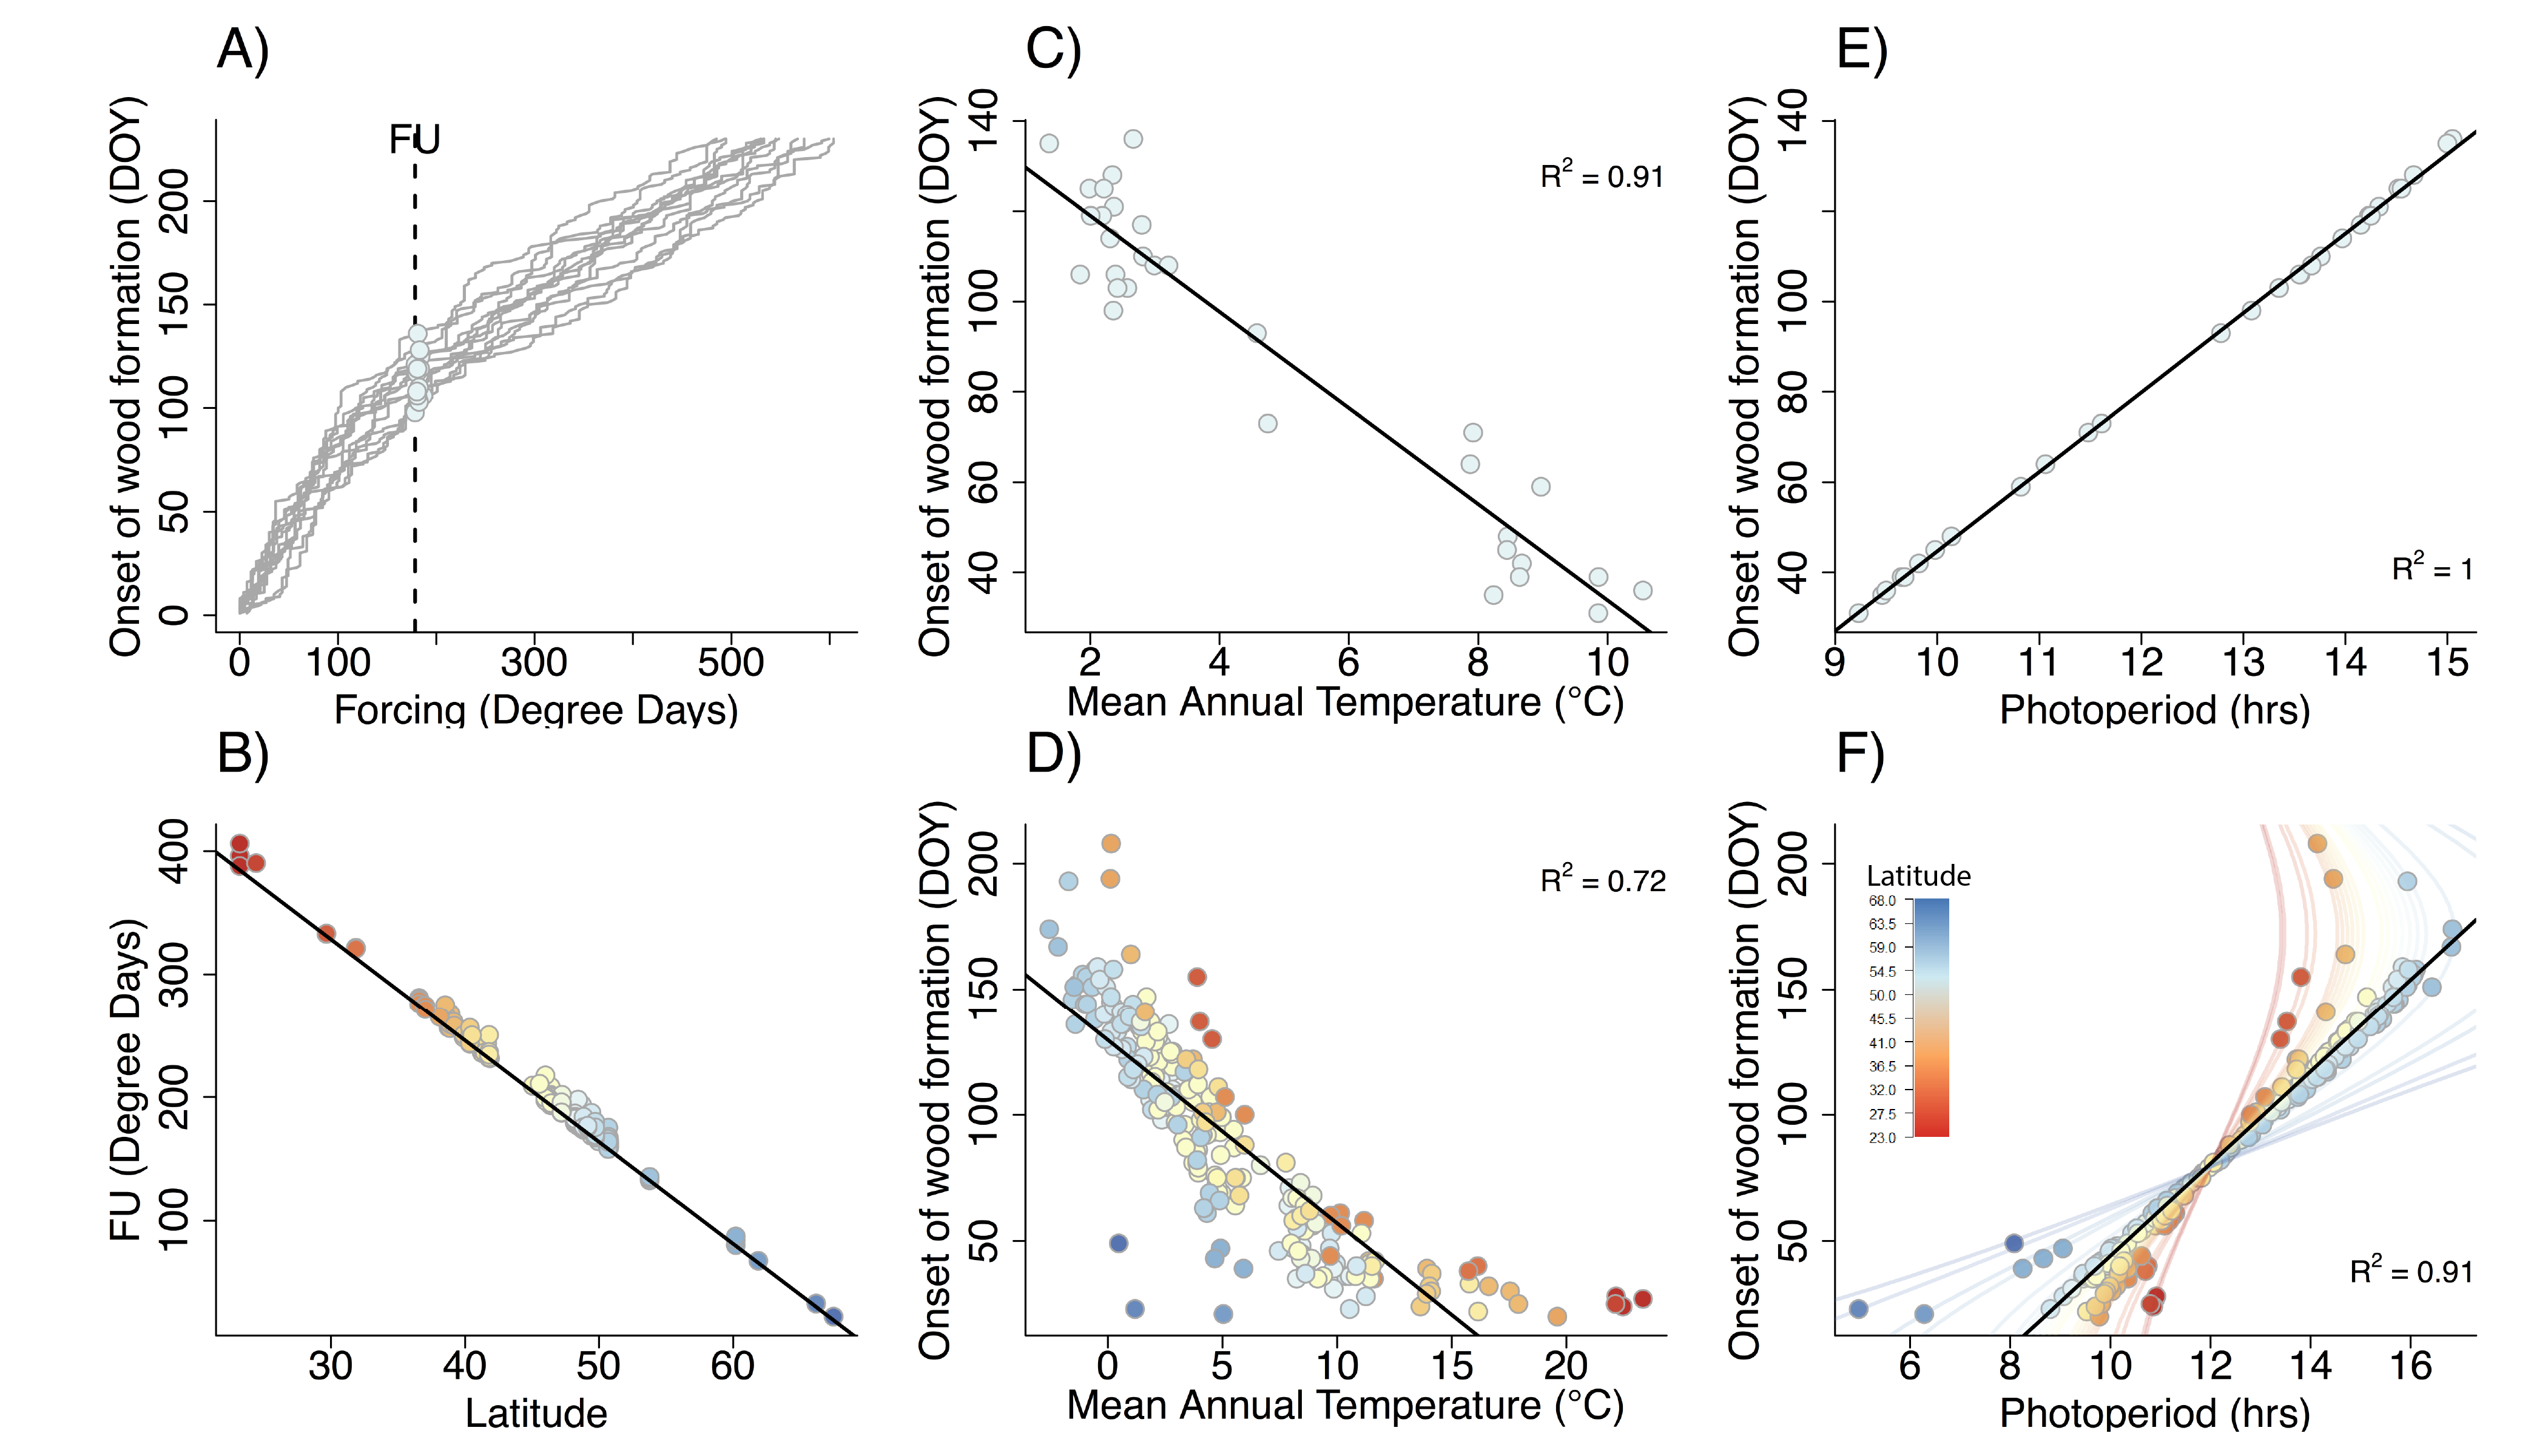 A)
Onset of wood formation (DOY)
0 50 100 150 200
FU
0 100 300 500
Forcing (Degree Days)
C)
Onset of wood formation (DOY)
40 60 80 100 140
R2 = 0.91
2 4 6 8 10
Mean Annual Temperature (°C)
E)
Onset of wood formation (DOY)
40 60 80 100 140
R2 = 1
9 10 11 12 13 14 15
Photoperiod (hrs)
B)
FU (Degree Days)
100 200 300 400
30 40 50 60
Latitude
D)
Onset of wood formation (DOY)
50 100 150 200
R2 = 0.72
0 5 10 15 20
Mean Annual Temperature (°C)
F)
Onset of wood formation (DOY)
50 100 150 200
Latitude
68.0
63.5
59.0
54.5
50.0
45.5
41.0
36.5
32.0
27.5
23.0
R2 = 0.91
6 8 10 12 14 16
Photoperiod (hrs)